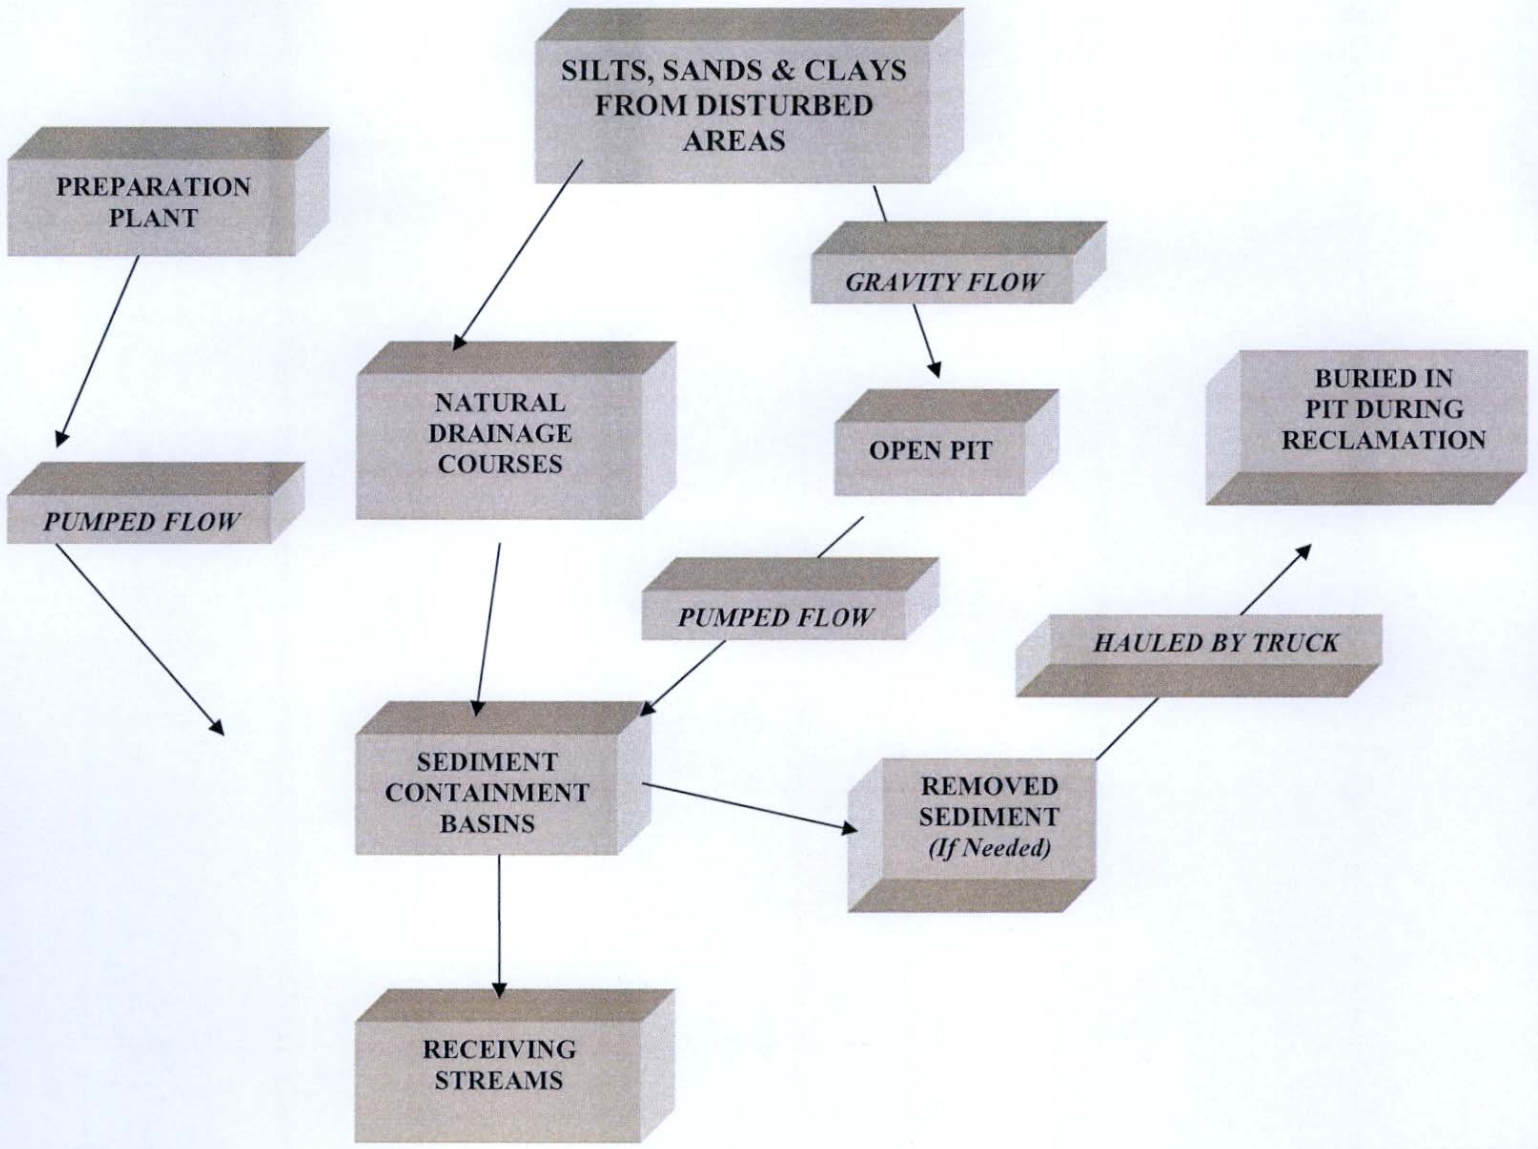 SILTS, SANDS & CLAYS
FROM DISTURBED
AREAS
PREPARATION
PLANT
GRAVITY FLOW
NATURAL
DRAINAGE
COURSES
OPEN PIT
BURIED IN
PIT DURING
RECLAMATION
PUMPED FLOW
PUMPED FLOW
HAULED BY TRUCK
SEDIMENT
CONTAINMENT
BASINS
REMOVED
SEDIMENT
(If Needed)
RECEIVING
STREAMS